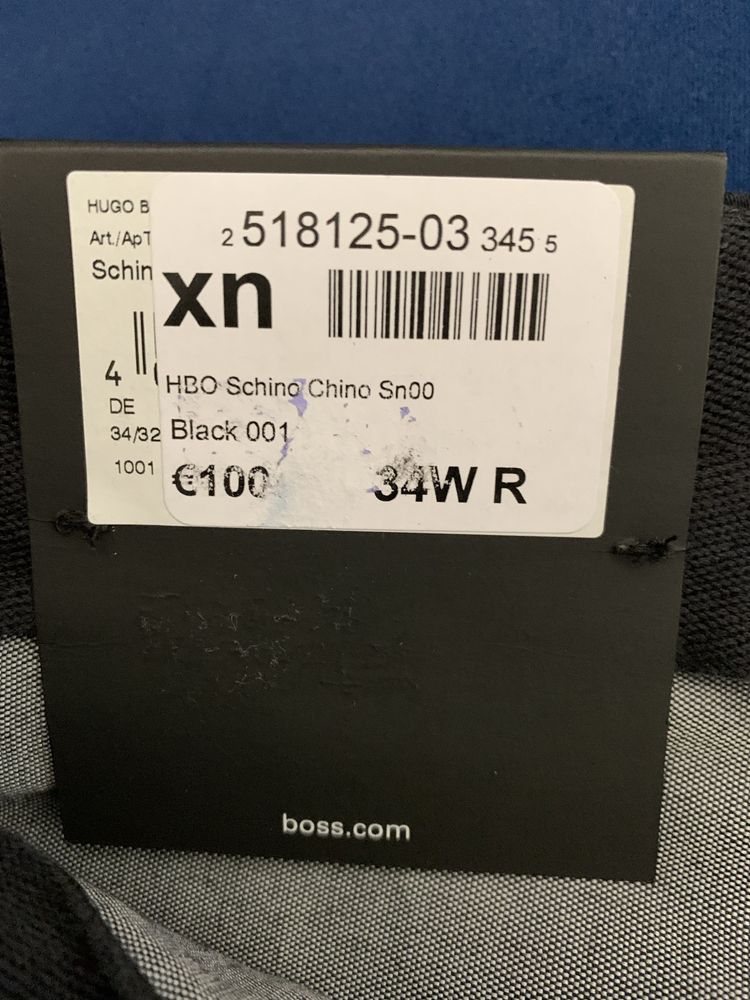 HUGO B
Art./ApT
Schin
4
DE
34/32
1001
2 518125-03 345 5
xn
HBO Schino Chino Sn00
Black 001
€100 34W R
boss.com